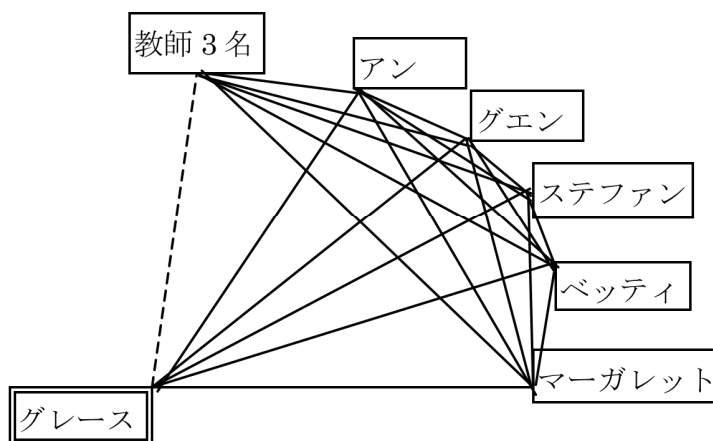 教師3名
アン
グエン
ステファン
ベッティ
マーガレット
グレース